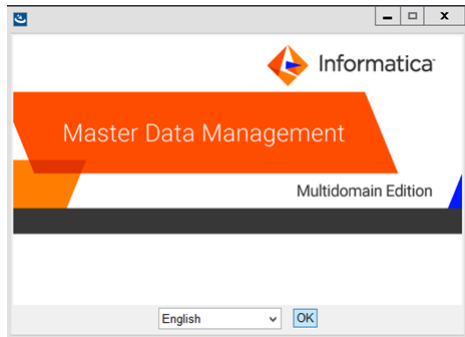 Informatica
Master Data Management
Multidomain Edition
English
OK